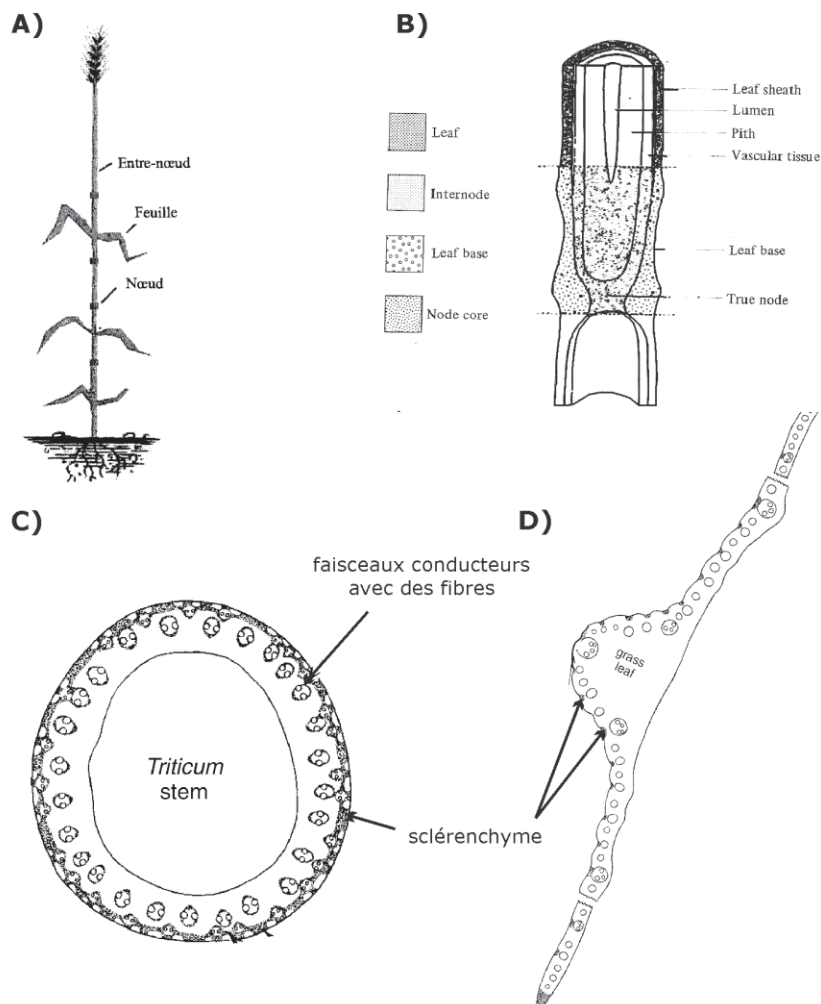 A)
Entre-nœud
Feuille
Nœud
B)
Leaf
Internode
Leaf base
Node core
Leaf sheath
Lumen
Pith
Vascular tissue
Leaf base
True node
C)
faisceaux conducteurs
avec des fibres
Triticum
stem
sclérenchyme
D)
grass
leaf